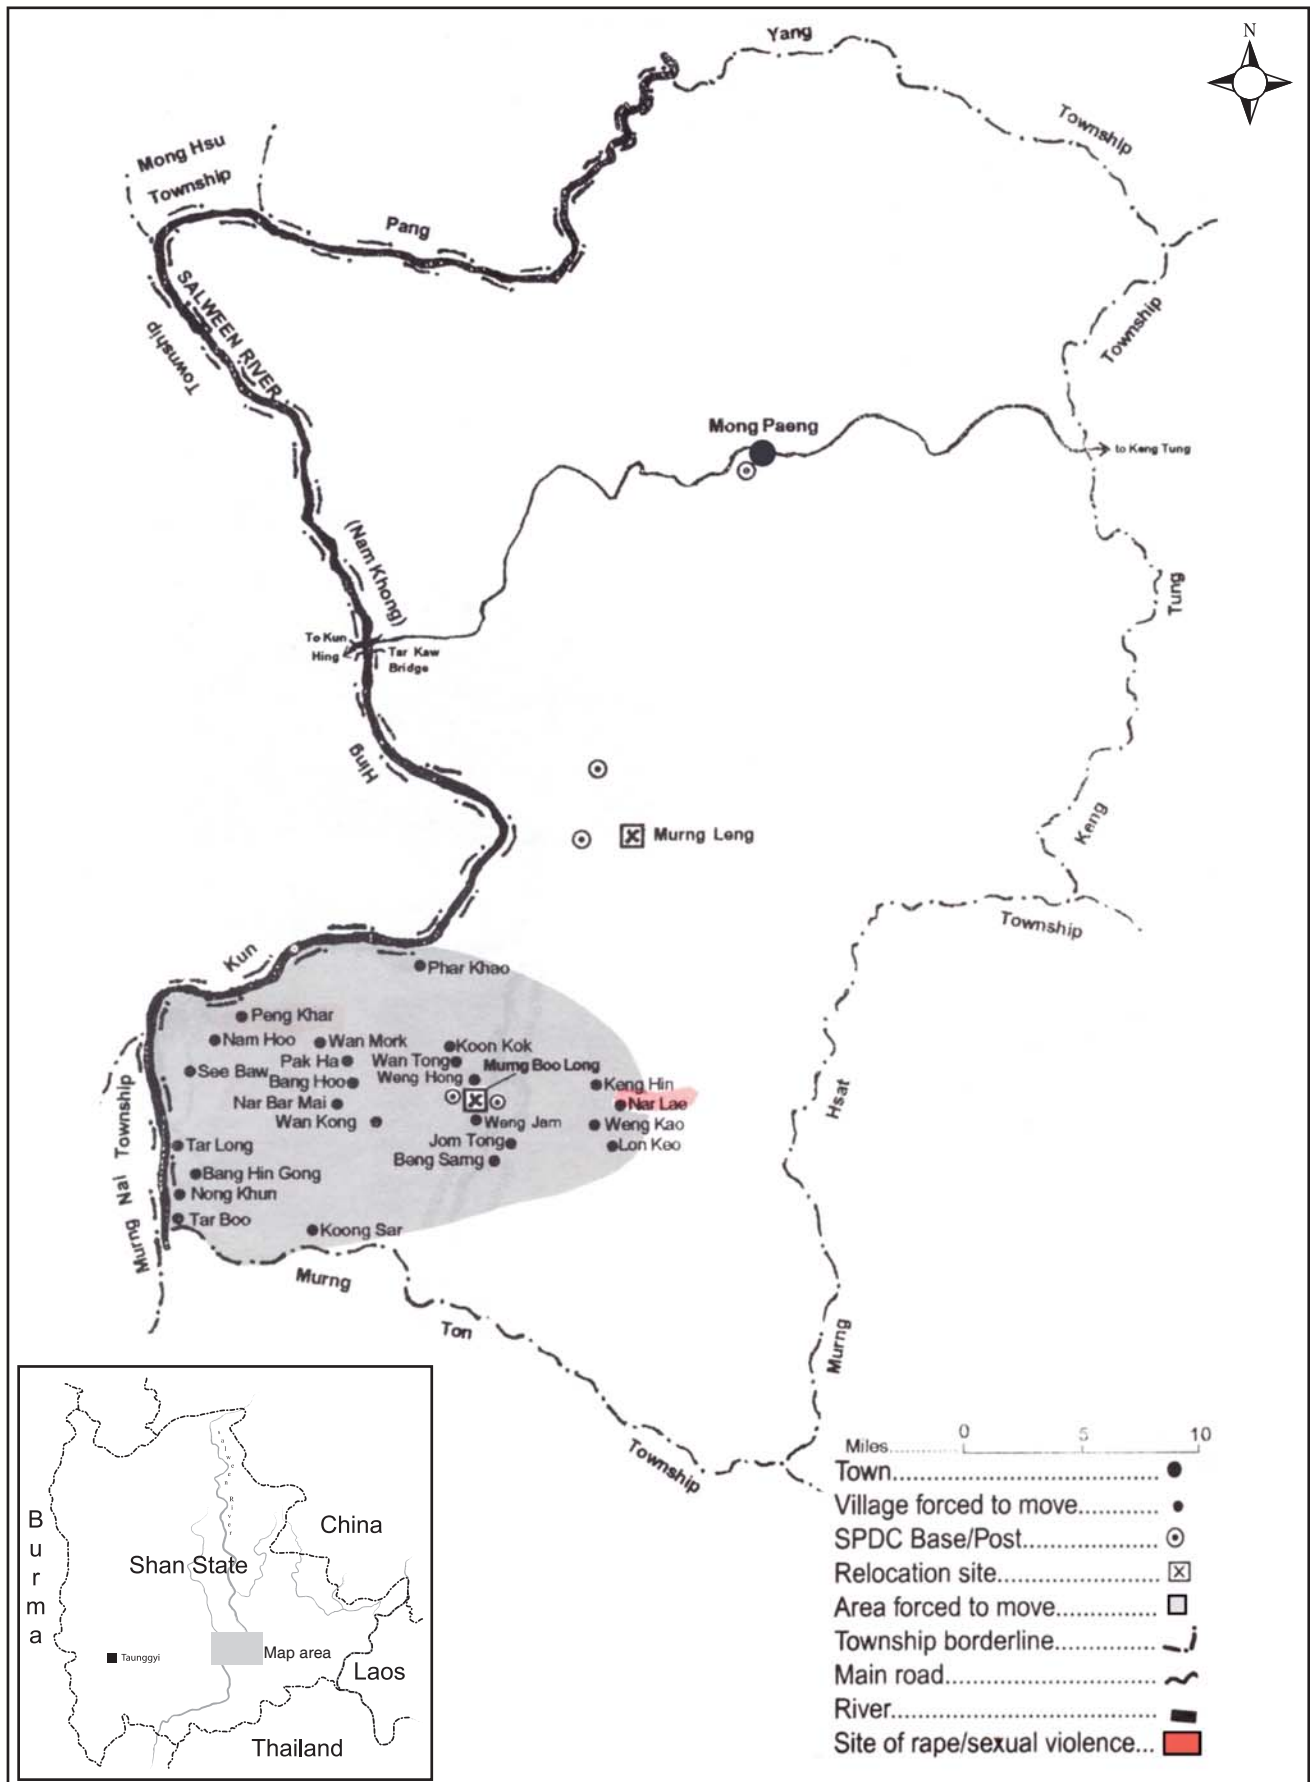 N
Yang
Township
Mong Hsu
Township
Pang
SALWEEN RIVER
Township
Township
Mong Paeng
to Keng Tung
(Nam Khong)
Tung
To Kun
Hing
Tar Kaw
Bridge
Hing
Murng Leng
Keng
Township
Kun
Phar Khao
Peng Khar
Nam Hoo
Wan Mork
Koon Kok
Pak Ha
Wan Tong
Murng Boo Long
See Baw
Bang Hoo
Weng Hong
Keng Hin
Nar Bar Mai
Nar Lae
Wan Kong
Weng Jam
Weng Kao
Tar Long
Jom Tong
Lon Keo
Bang Hin Gong
Beng Sarng
Nong Khun
Tar Boo
Koong Sar
Murng Nai Township
Hsat
Murng
Murng
Ton
Township
Burma
Salween River
China
Shan State
Taunggyi
Map area
Laos
Thailand
0 5 10
Miles
Town
Village forced to move
SPDC Base/Post
Relocation site
Area forced to move
Township borderline
Main road
River
Site of rape/sexual violence...